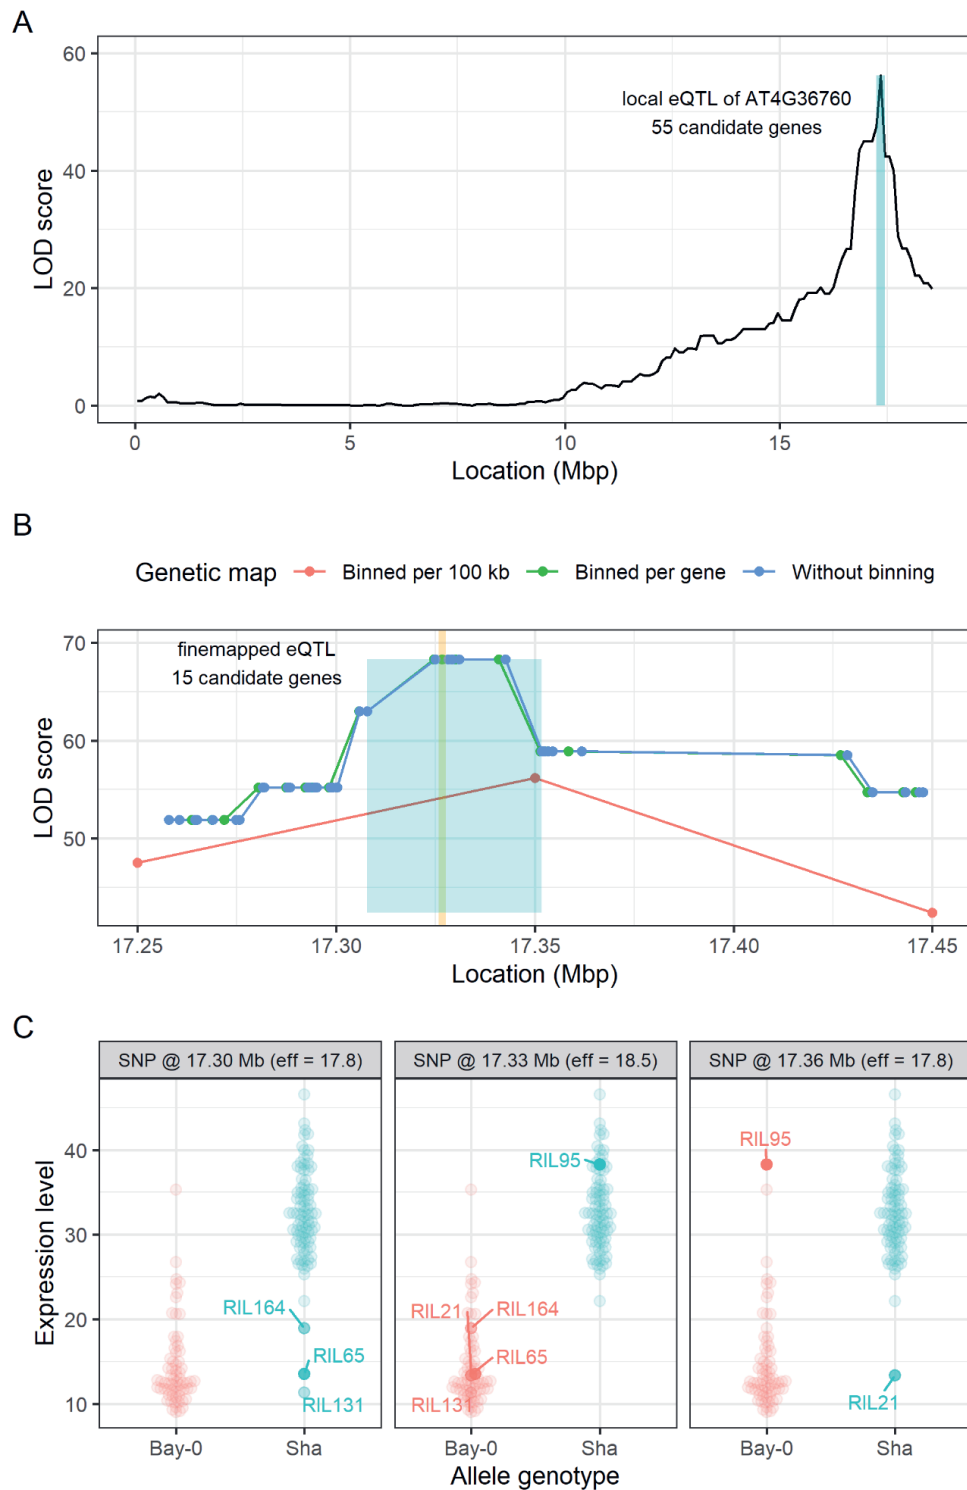 A
60
40
20
0
LOD score
local eQTL of AT4G36760
55 candidate genes
0 5 10 15
Location (Mbp)
B
Genetic map Binned per 100 kb Binned per gene Without binning
70
60
50
LOD score
finemapped eQTL
15 candidate genes
17.25 17.30 17.35 17.40 17.45
Location (Mbp)
C
SNP @ 17.30 Mb (eff = 17.8) SNP @ 17.33 Mb (eff = 18.5) SNP @ 17.36 Mb (eff = 17.8)
40
30
20
10
Expression level
RIL164
RIL65
RIL131
RIL95
RIL21
RIL164
RIL65
RIL131
RIL95
RIL21
Bay-0 Sha Bay-0 Sha Bay-0 Sha
Allele genotype